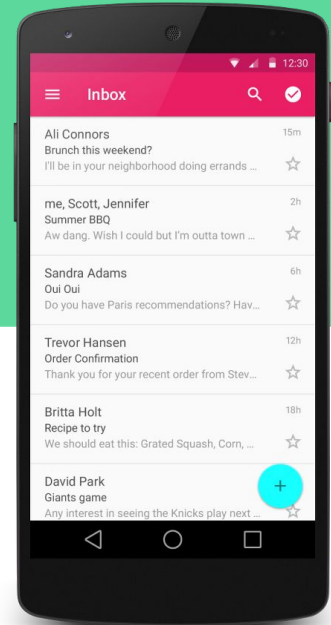 12:30
Inbox
Ali Connors 15m
Brunch this weekend?
I'll be in your neighborhood doing errands ...
me, Scott, Jennifer 2h
Summer BBQ
Aw dang. Wish I could but I'm outta town ...
Sandra Adams 6h
Oui Oui
Do you have Paris recommendations? Hav...
Trevor Hansen 12h
Order Confirmation
Thank you for your recent order from Stev...
Britta Holt 18h
Recipe to try
We should eat this: Grated Squash, Corn, ...
David Park
Giants game
Any interest in seeing the Knicks play next ...